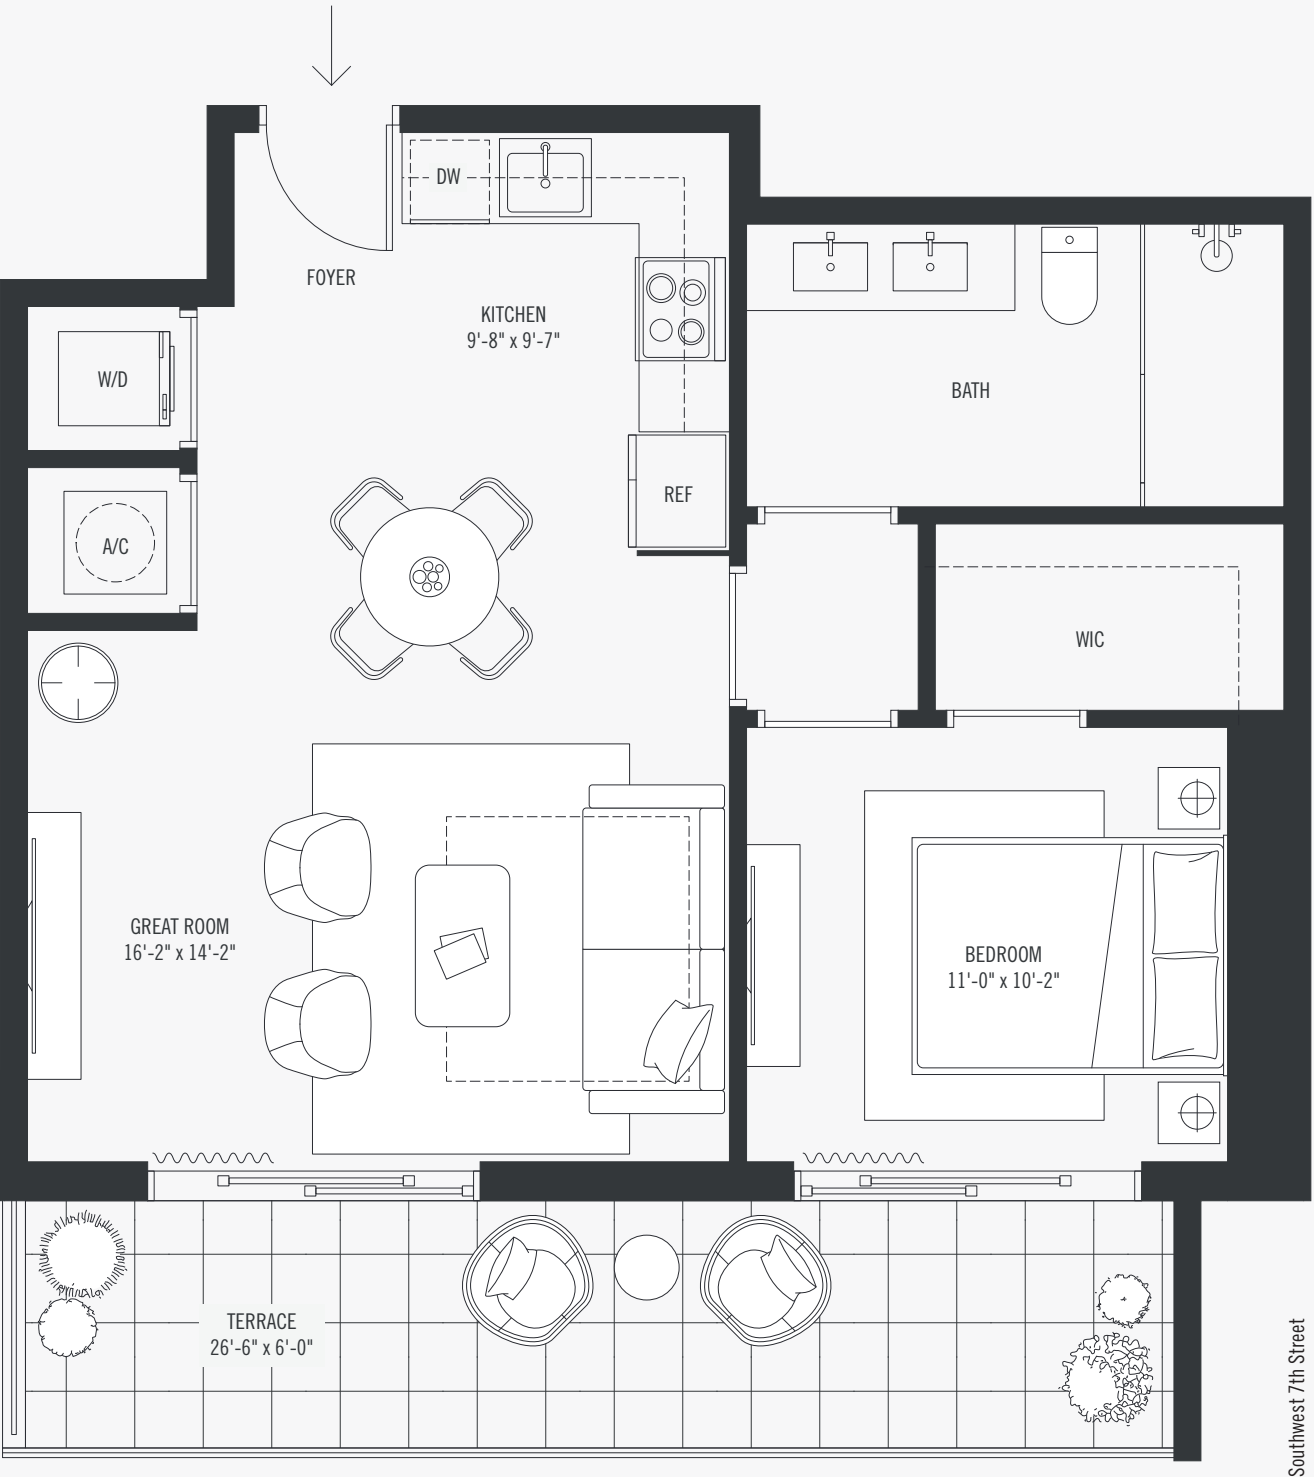 DW
FOYER
KITCHEN
9'-8" x 9'-7"
W/D
BATH
REF
A/C
WIC
GREAT ROOM
16'-2" x 14'-2"
BEDROOM
11'-0" x 10'-2"
TERRACE
26'-6" x 6'-0"
Southwest 7th Street